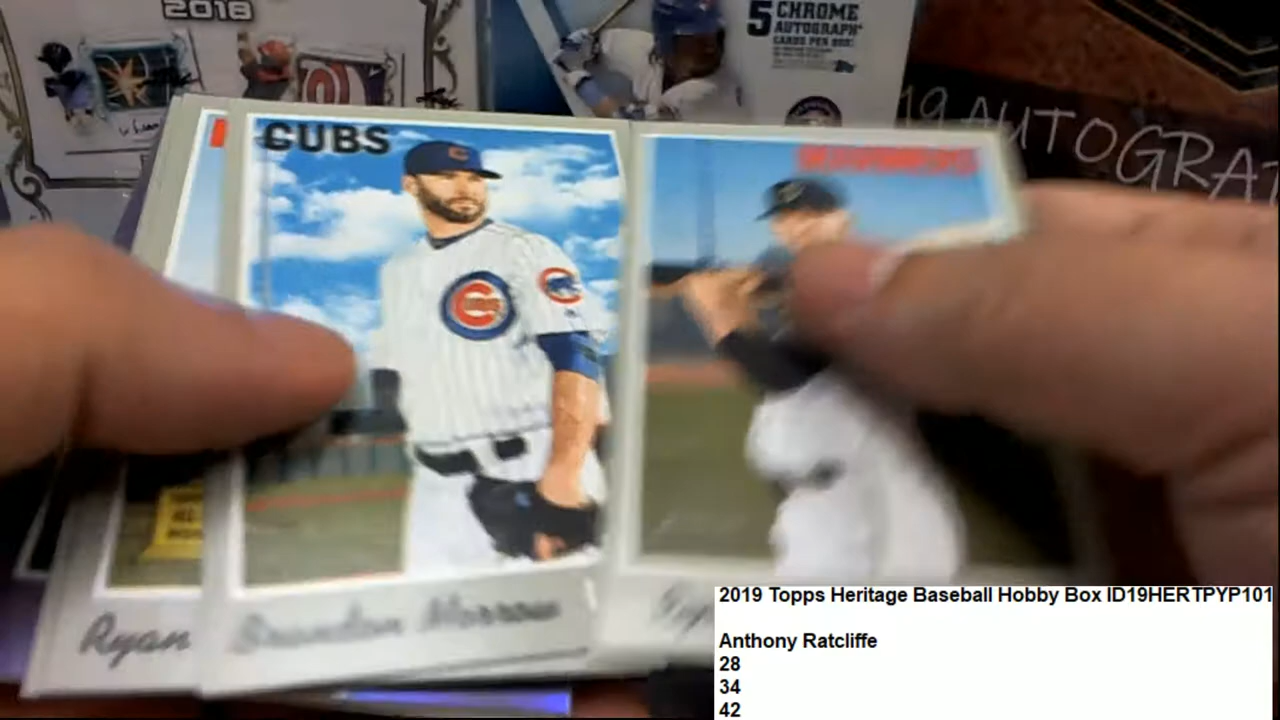 2018
5 CHROME
AUTOGRAPH
CARDS PER BOX
19 AUTOGRA
CUBS
Ryan
Brandon Morrow
2019 Topps Heritage Baseball Hobby Box ID19HERTPYP101
Anthony Ratcliffe
28
34
42